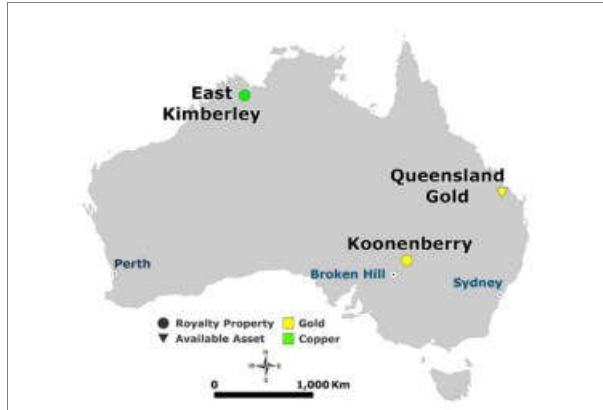 East
Kimberley
Queensland
Gold
Koonenberry
Perth
Broken Hill
Sydney
Royalty Property
Gold
Available Asset
Copper
N
W
E
S
0
1,000 Km